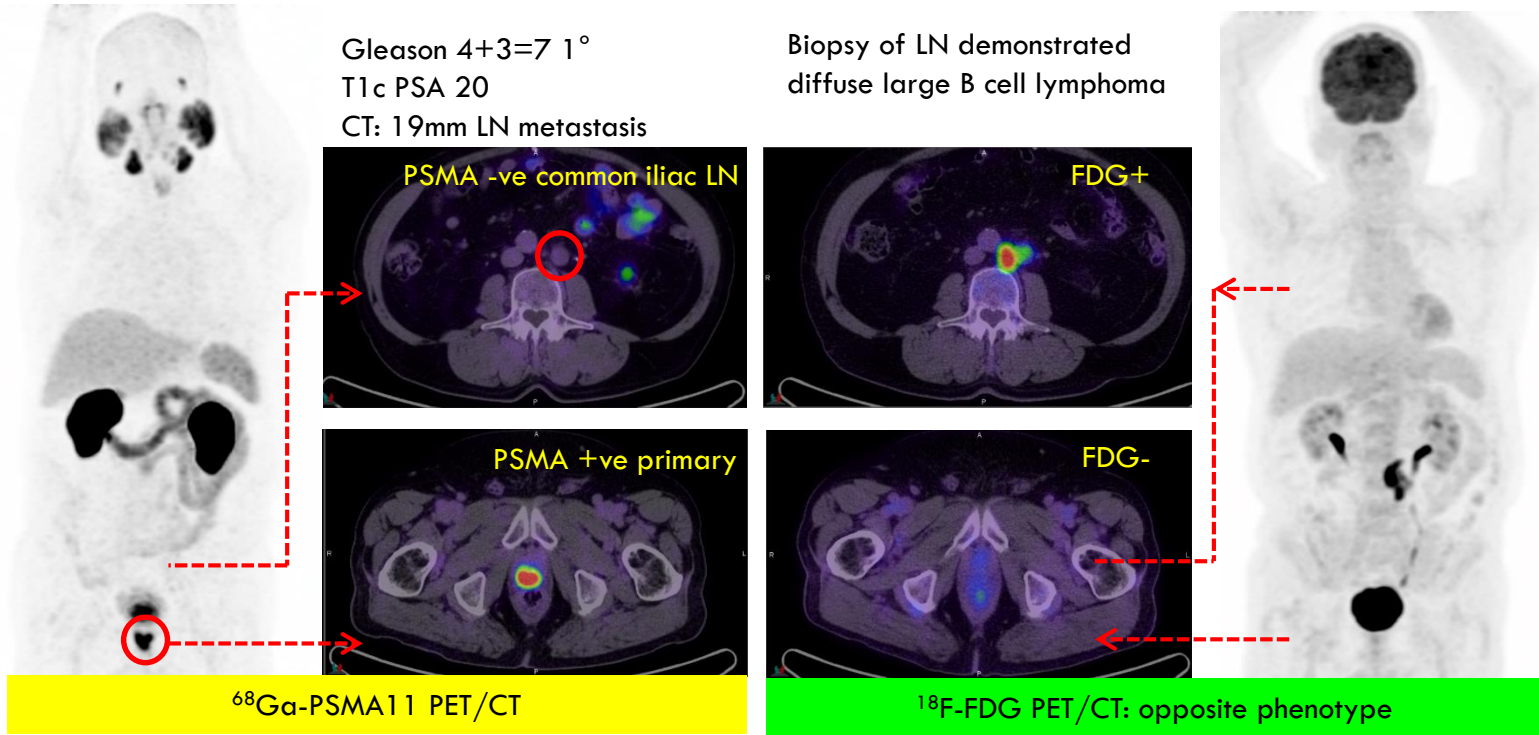 Gleason 4+3=7 1°
T1c PSA 20
CT: 19mm LN metastasis
Biopsy of LN demonstrated
diffuse large B cell lymphoma
PSMA -ve common iliac LN
A
P
FDG+
A
R
P
PSMA +ve primary
A
R
L
P
FDG-
A
R
L
P
⁶⁸Ga-PSMA11 PET/CT
¹⁸F-FDG PET/CT: opposite phenotype